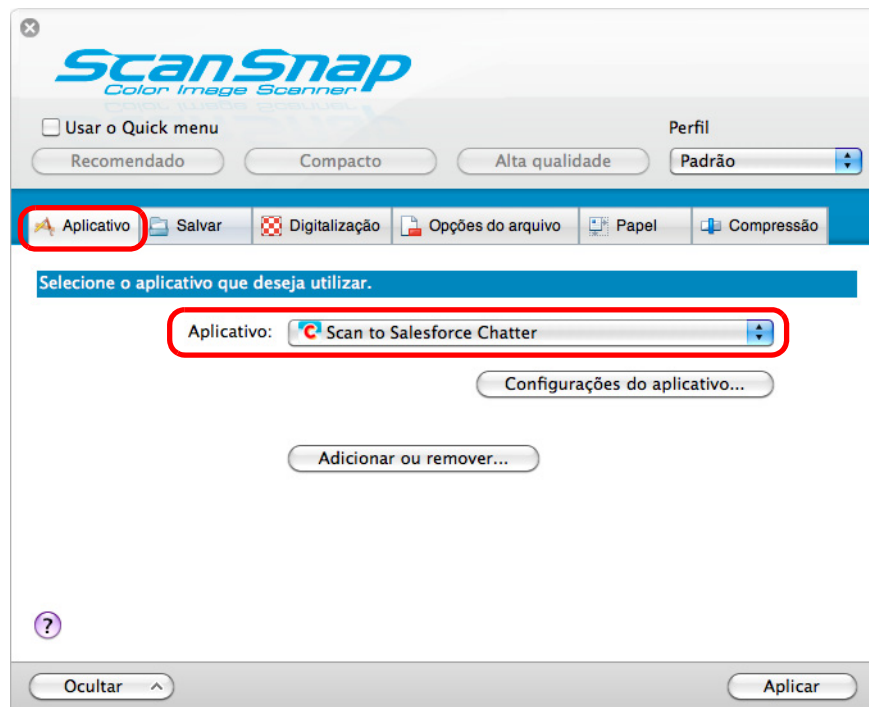 ScanSnap
Color Image Scanner
Usar o Quick menu
Perfil
Recomendado Compacto Alta qualidade Padrão
Aplicativo Salvar Digitalização Opções do arquivo Papel Compressão
Selecione o aplicativo que deseja utilizar.
Aplicativo: C Scan to Salesforce Chatter
Configurações do aplicativo...
Adicionar ou remover...
?
Ocultar Aplicar